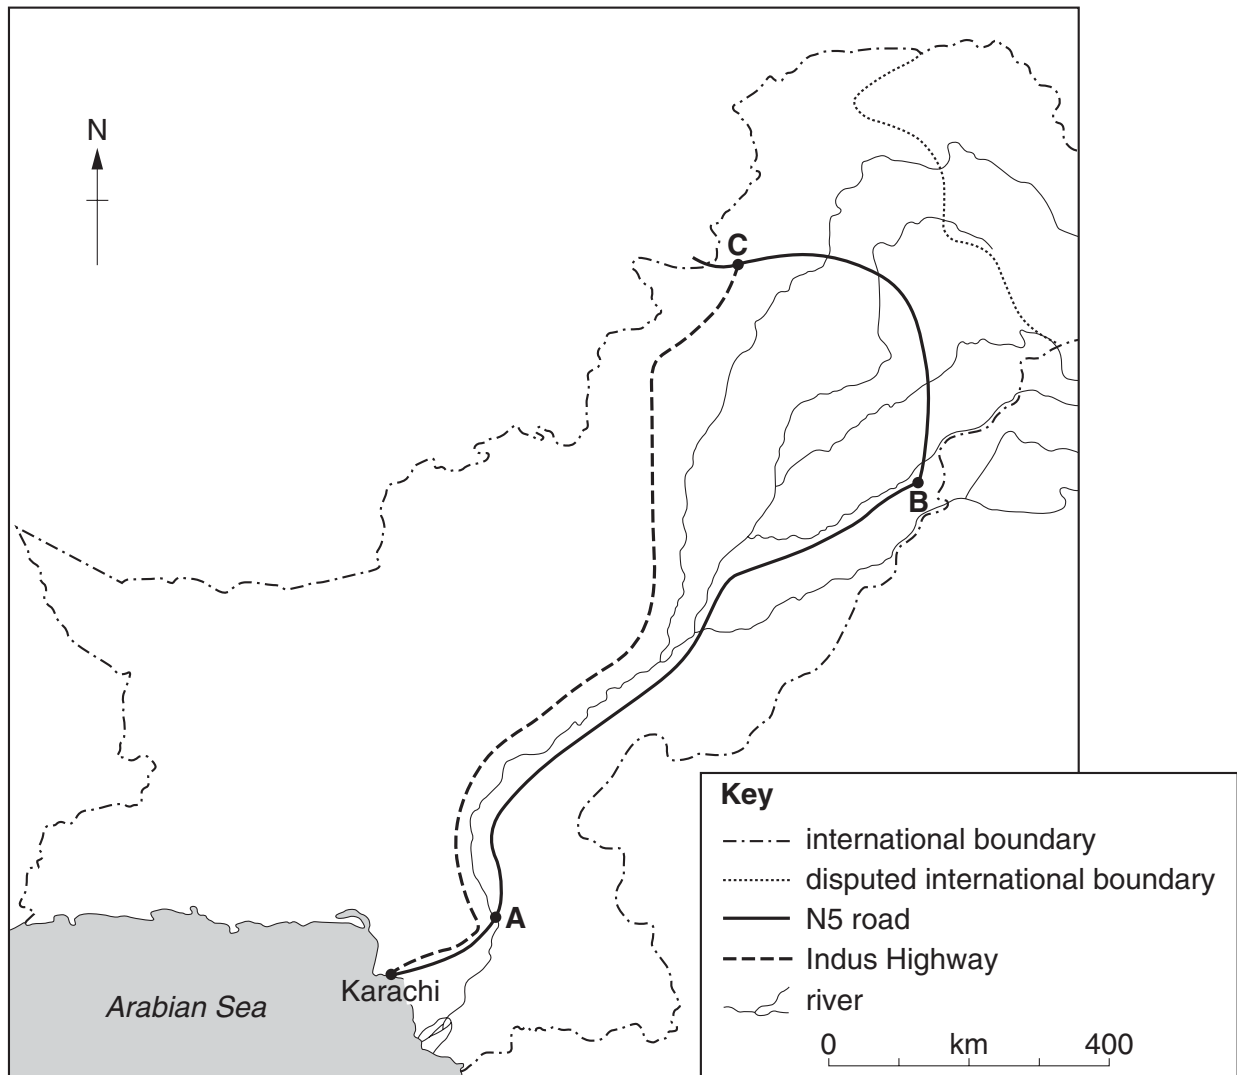 N
C
B
A
Karachi
Arabian Sea
Key
international boundary
disputed international boundary
N5 road
Indus Highway
river
0 km 400